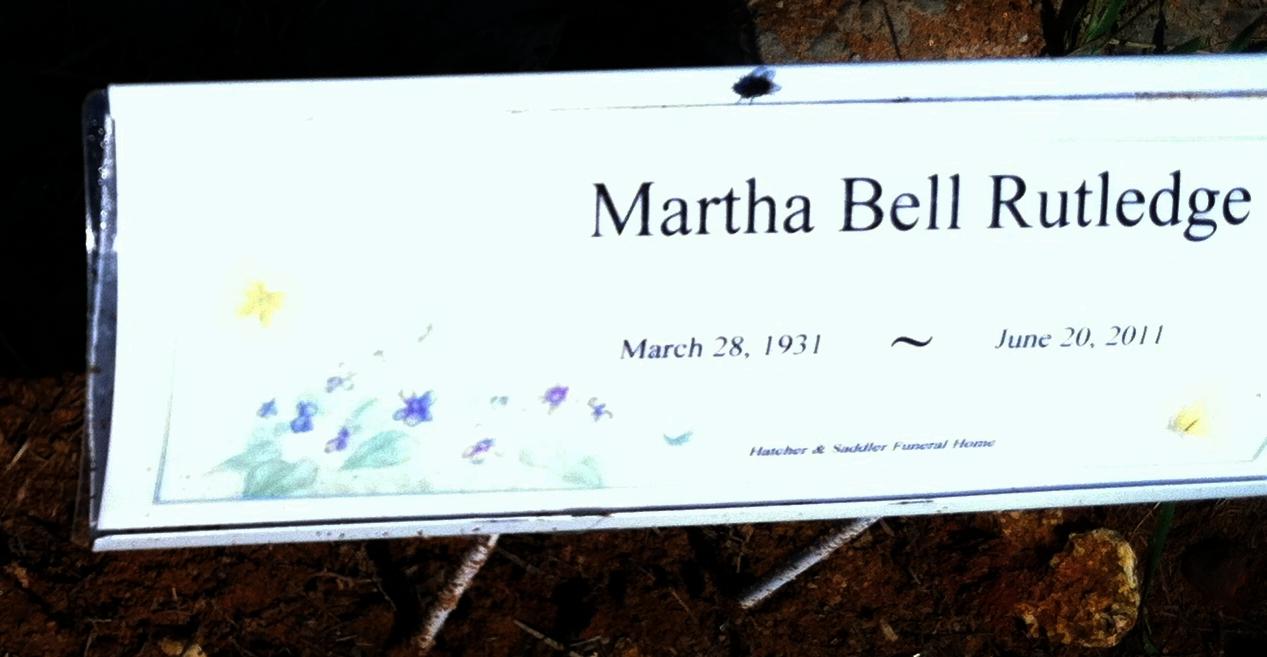 Martha Bell Rutledge
March 28, 1931 ~ June 20, 2011
Hatcher & Saddler Funeral Home